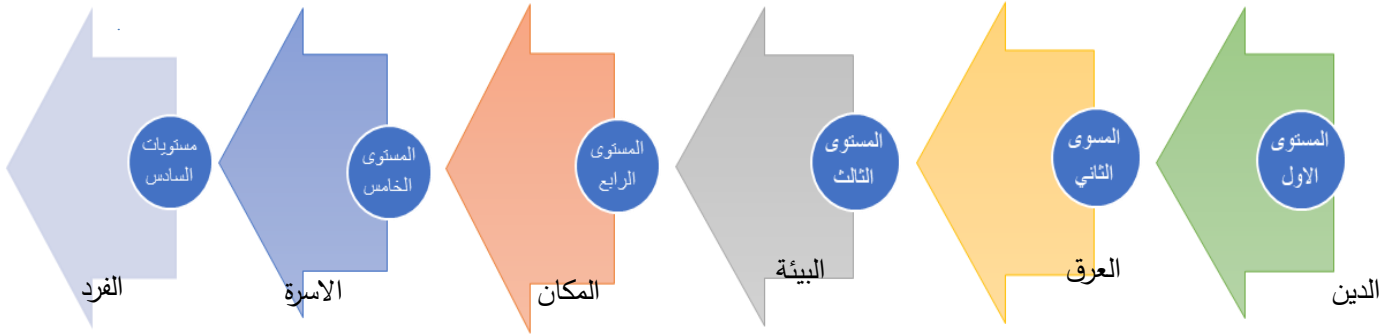 المستوى
الاول
الدين
المسوى
الثاني
العرق
المستوى
الثالث
البيئة
المستوى
الرابع
المكان
المستوى
الخامس
الاسرة
مستويات
السادس
الفرد